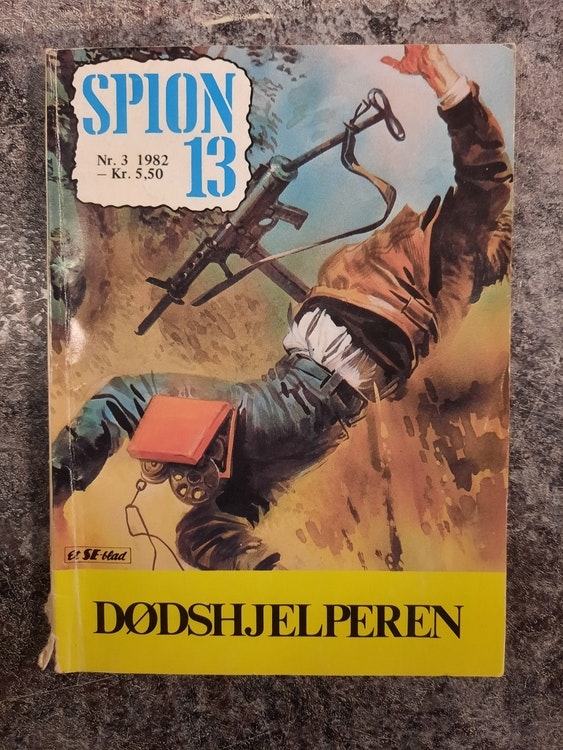 SPION
13
Nr. 3 1982
– Kr. 5,50
Et SE-blad
DØDSHJELPEREN